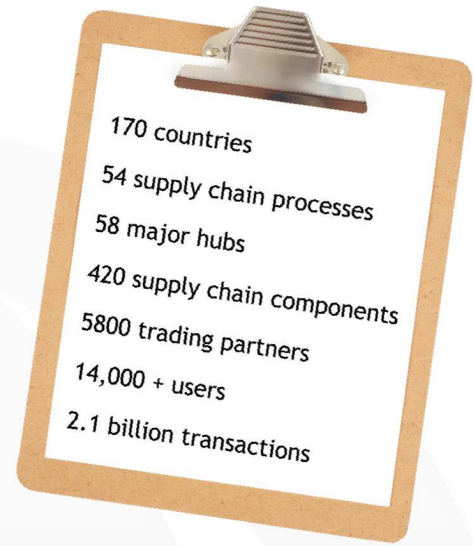 170 countries
54 supply chain processes
58 major hubs
420 supply chain components
5800 trading partners
14,000 + users
2.1 billion transactions